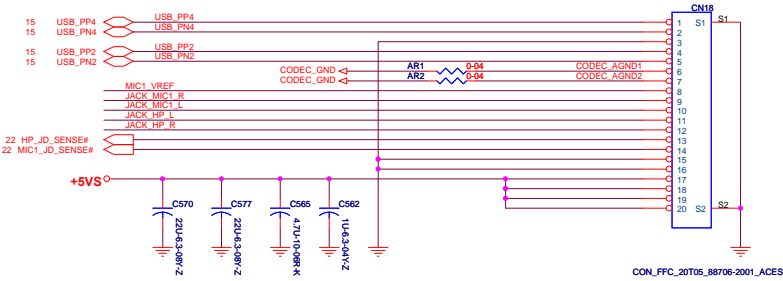 CN18
15 USB_PP4 USB_PP4 1 S1 S1
15 USB_PN4 USB_PN4 2
3
15 USB_PP2 USB_PP2 4
15 USB_PN2 USB_PN2 5
CODEC_GND AR1 0-04 CODEC_AGND1 6
CODEC_GND AR2 0-04 CODEC_AGND2 7
MIC1_VREF 8
JACK_MIC1_R 9
JACK_MIC1_L 10
JACK_HP_L 11
JACK_HP_R 12
22 HP_JD_SENSE# 13
22 MIC1_JD_SENSE# 14
15
16
+5VS 17
18
19
20 S2 S2
C570 C577 C565 C562
22U-6.3-08Y-Z 22U-6.3-08Y-Z 4.7U-10-06R-K 1U-6.3-04Y-Z
CON_FFC_20T05_88706-2001_ACES